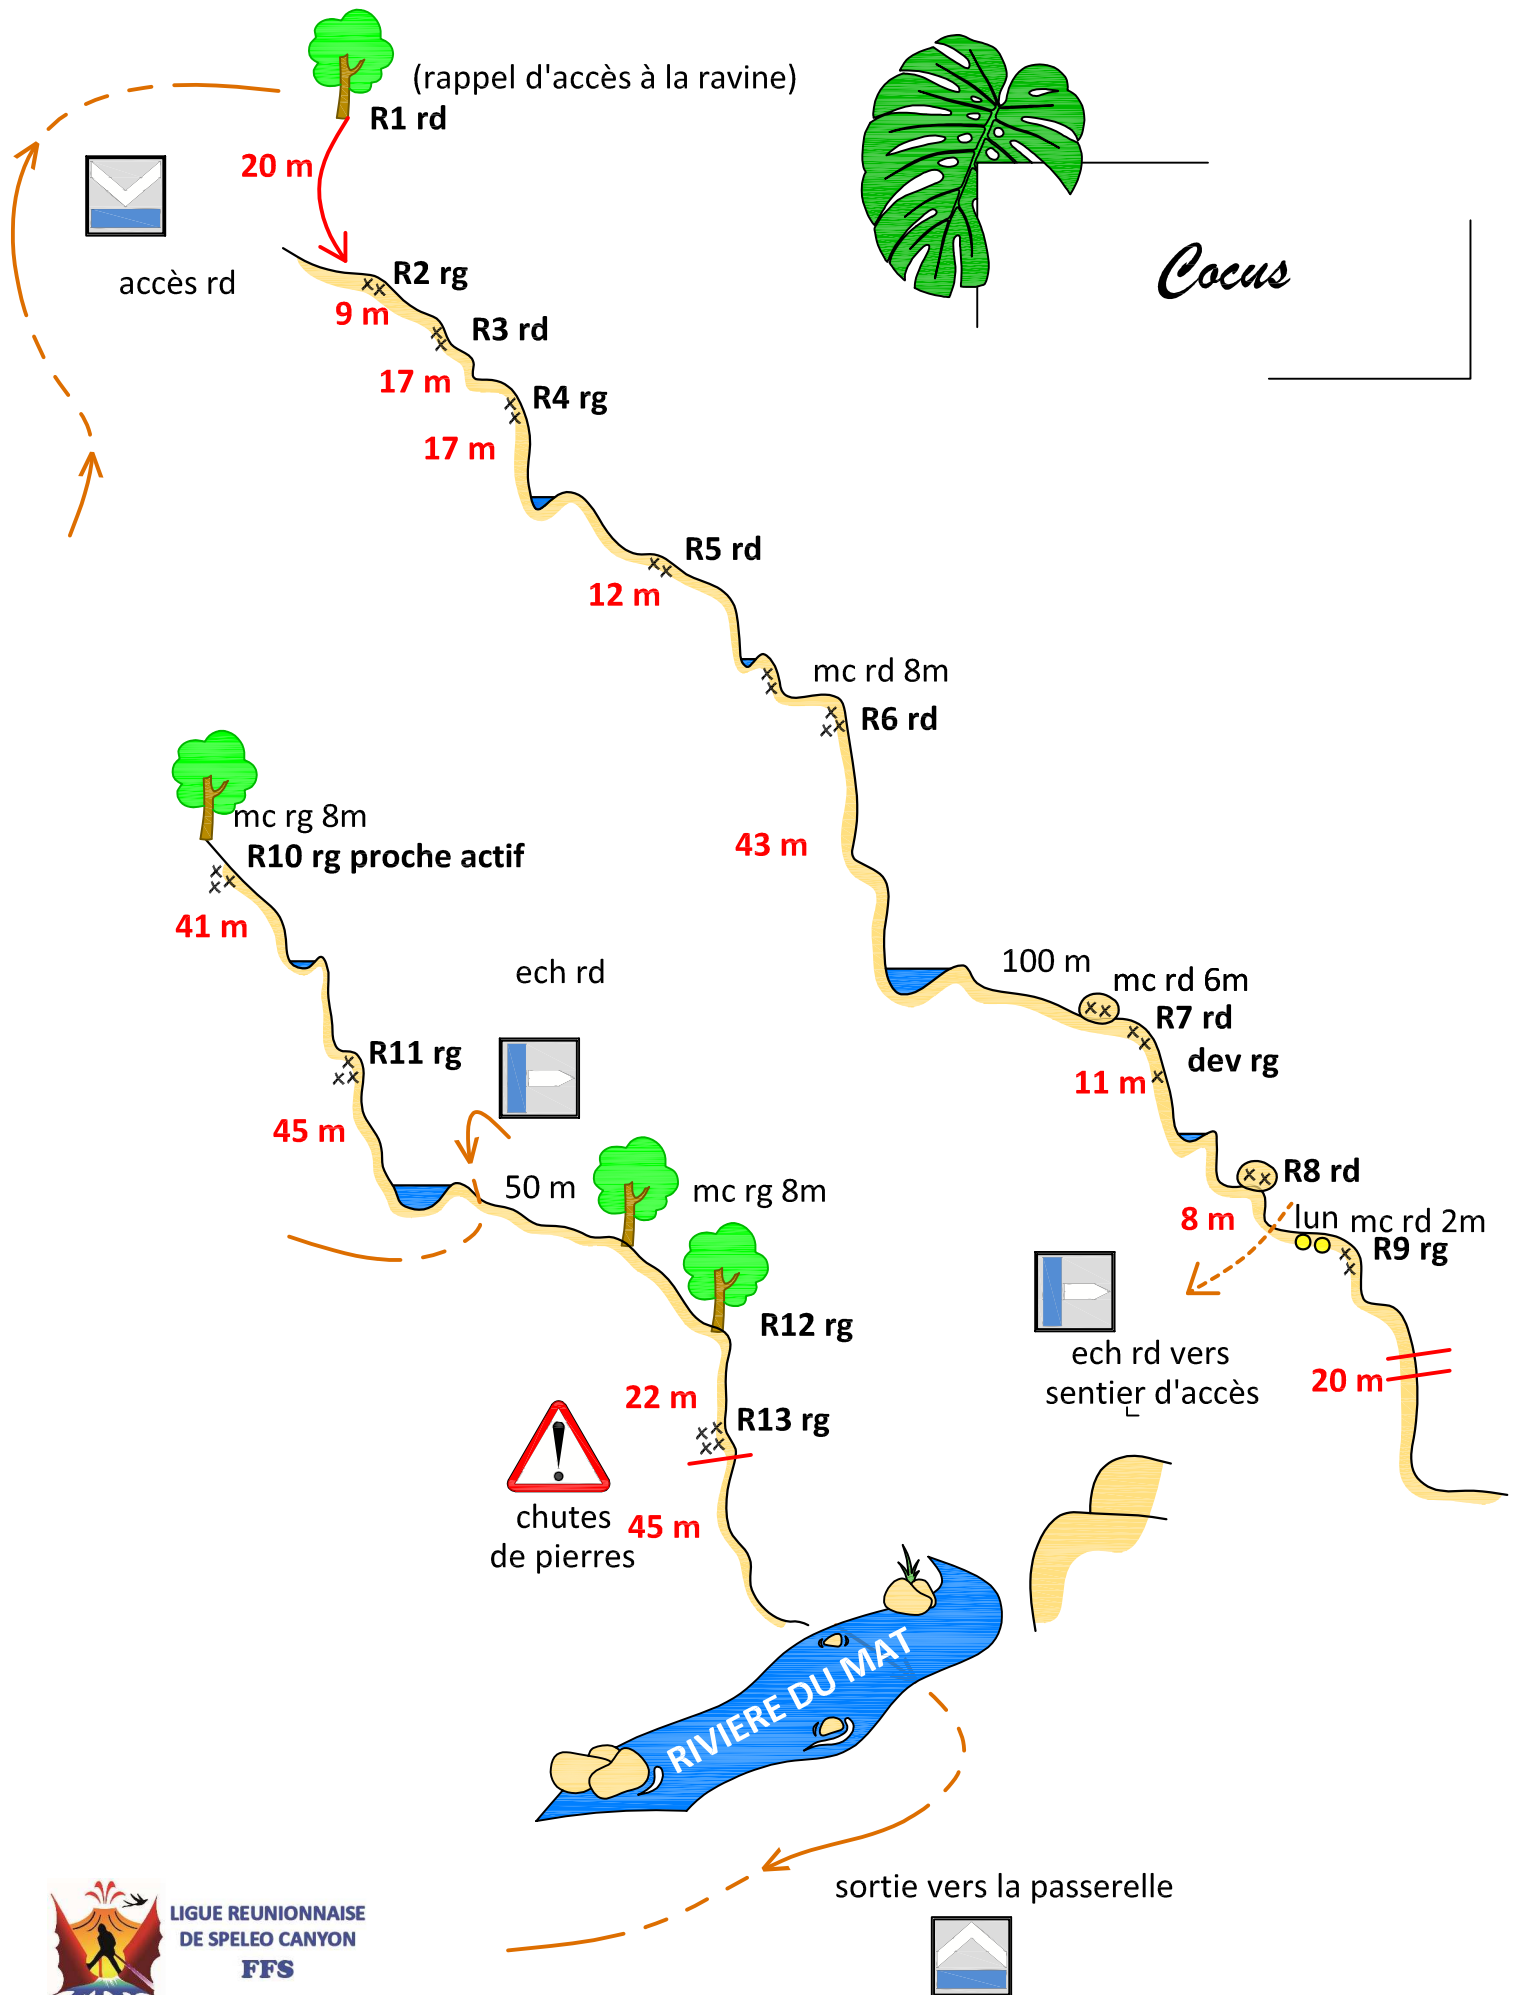 (rappel d'accès à la ravine)
R1 rd
20 m
Cocus
accès rd
R2 rg
9 m
R3 rd
17 m
R4 rg
17 m
R5 rd
12 m
mc rd 8m
R6 rd
43 m
100 m
mc rd 6m
R7 rd
dev rg
11 m
R8 rd
8 m
lun
mc rd 2m
R9 rg
ech rd vers
sentier d'accès
20 m
mc rg 8m
R10 rg proche actif
41 m
ech rd
R11 rg
45 m
50 m
mc rg 8m
R12 rg
22 m
R13 rg
chutes
de pierres
45 m
RIVIERE DU MAT
sortie vers la passerelle
LIGUE REUNIONNAISE
DE SPELEO CANYON
FFS